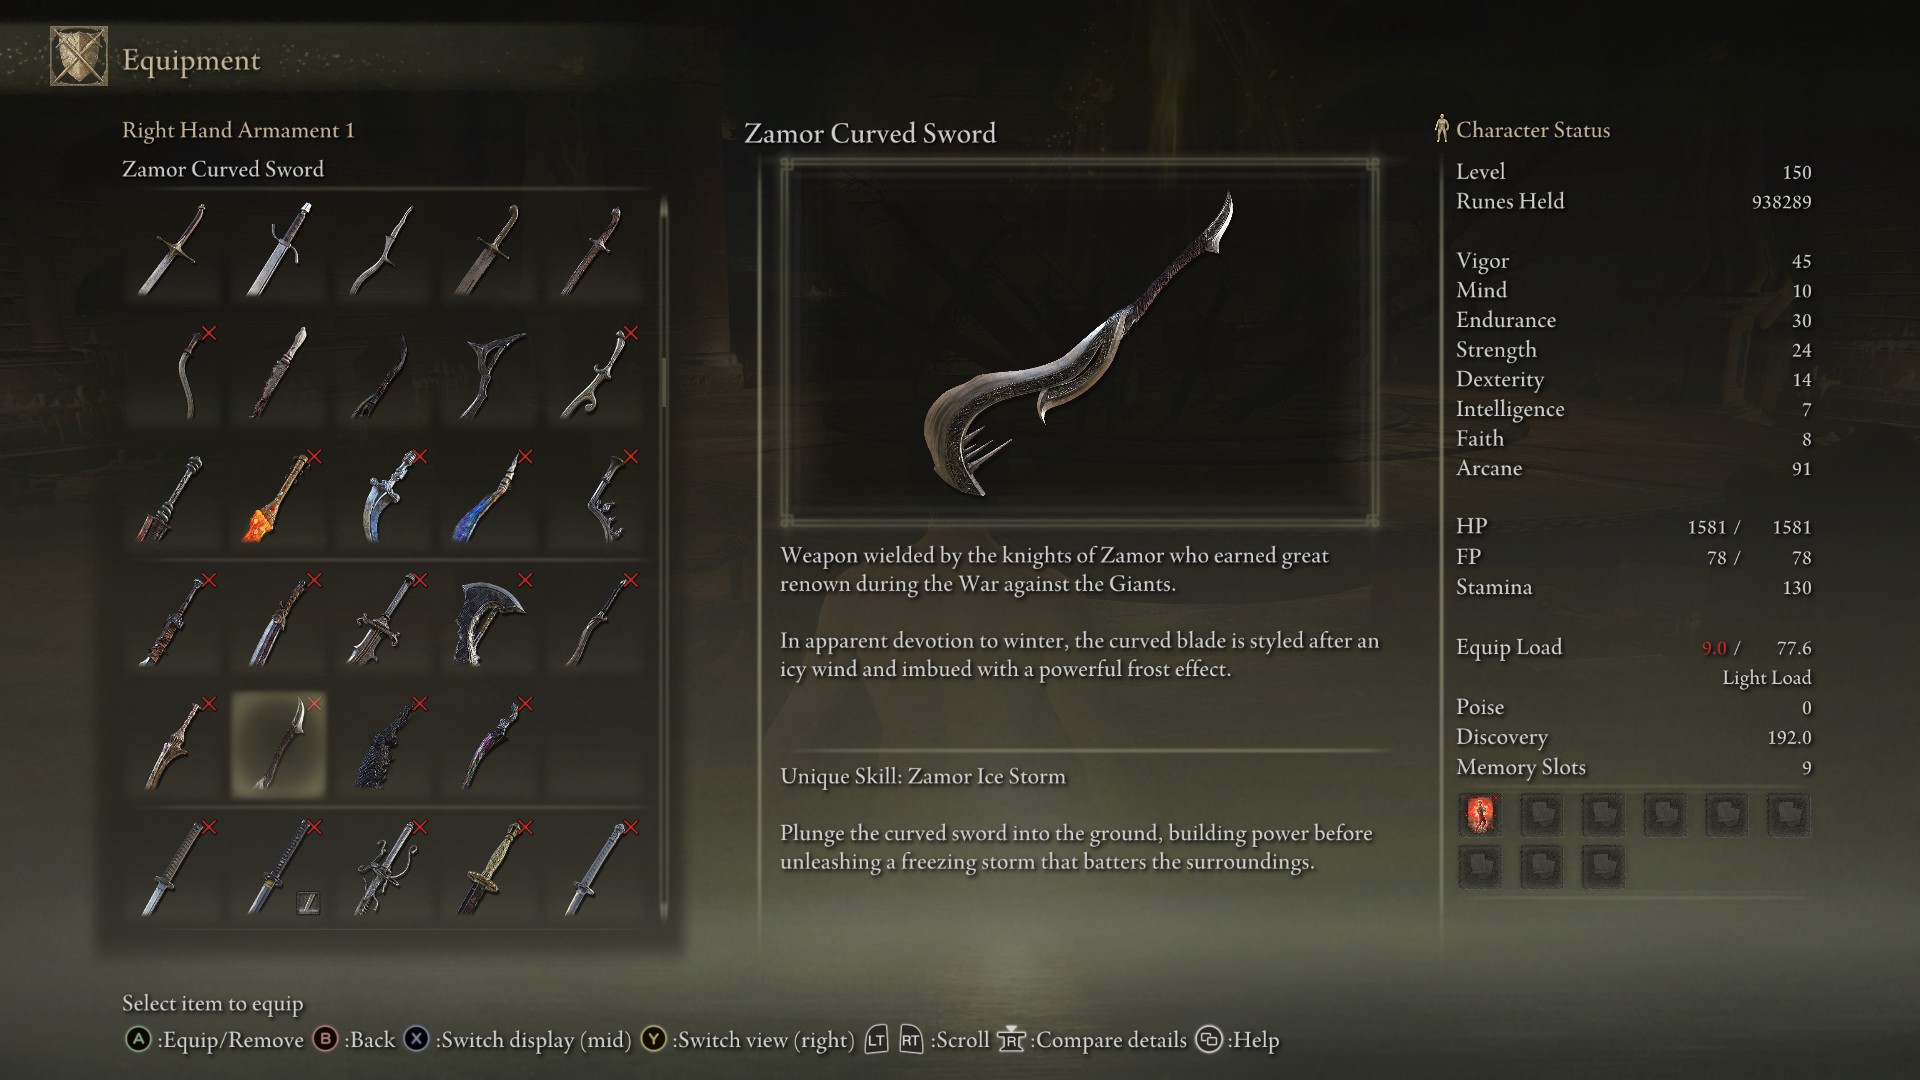 Equipment
Right Hand Armament 1
Zamor Curved Sword
Zamor Curved Sword
Weapon wielded by the knights of Zamor who earned great
renown during the War against the Giants.
In apparent devotion to winter, the curved blade is styled after an
icy wind and imbued with a powerful frost effect.
Unique Skill: Zamor Ice Storm
Plunge the curved sword into the ground, building power before
unleashing a freezing storm that batters the surroundings.
Character Status
Level 150
Runes Held 938289
Vigor 45
Mind 10
Endurance 30
Strength 24
Dexterity 14
Intelligence 7
Faith 8
Arcane 91
HP 1581 / 1581
FP 78 / 78
Stamina 130
Equip Load 9.0 / 77.6
Light Load
Poise 0
Discovery 192.0
Memory Slots 9
Select item to equip
A :Equip/Remove B :Back X :Switch display (mid) Y :Switch view (right) LT RT :Scroll R :Compare details :Help